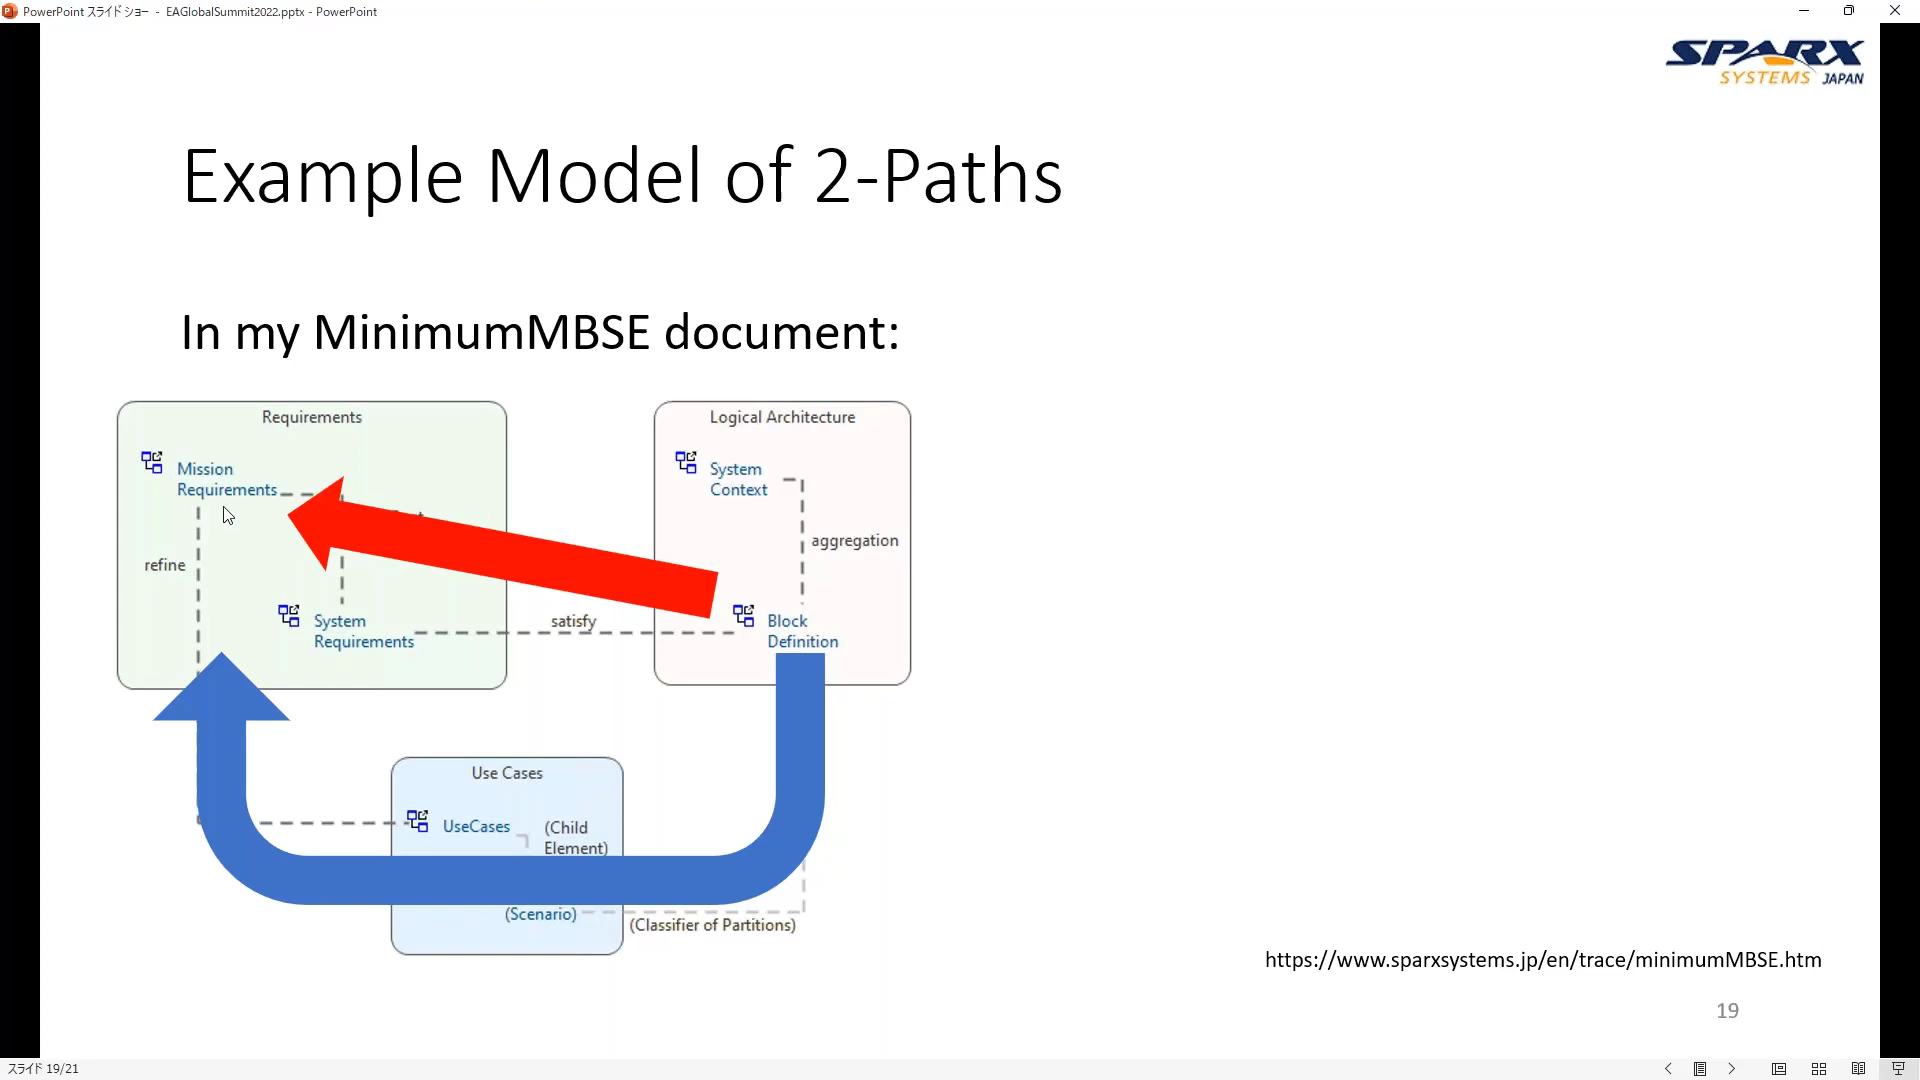 PowerPoint スライド ショー - EAGlobalSummit2022.pptx - PowerPoint
SPARX
SYSTEMS JAPAN
Example Model of 2-Paths
In my MinimumMBSE document:
Requirements
Mission
Requirements
refine
System
Requirements
satisfy
Logical Architecture
System
Context
aggregation
Block
Definition
Use Cases
UseCases
(Child
Element)
(Scenario)
(Classifier of Partitions)
https://www.sparxsystems.jp/en/trace/minimumMBSE.htm
19
スライド 19/21